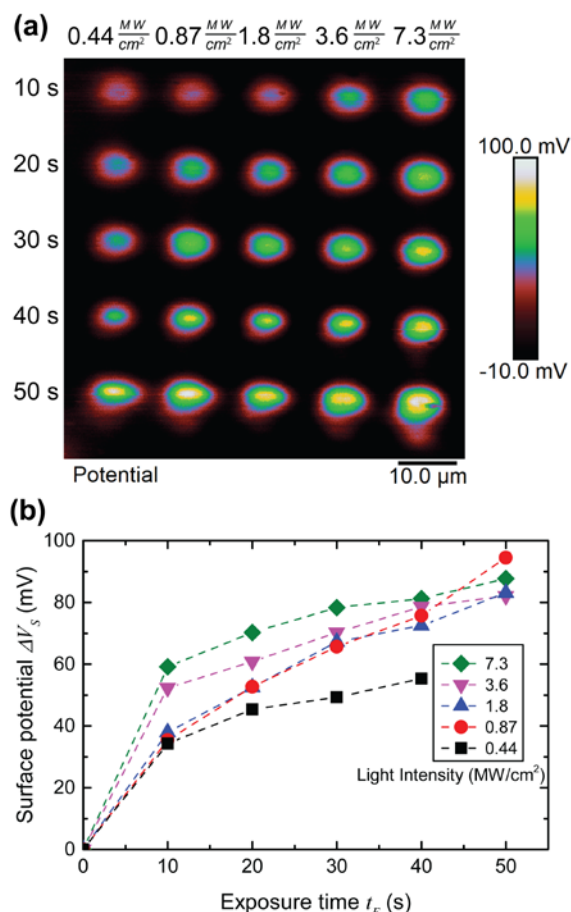 (a)
0.44 MW/cm² 0.87 MW/cm² 1.8 MW/cm² 3.6 MW/cm² 7.3 MW/cm²
10 s
20 s
30 s
40 s
50 s
100.0 mV
-10.0 mV
Potential
10.0 µm
(b)
Surface potential ΔV_S (mV)
100
80
60
40
20
0
7.3
3.6
1.8
0.87
0.44
Light Intensity (MW/cm²)
0 10 20 30 40 50
Exposure time t_E (s)